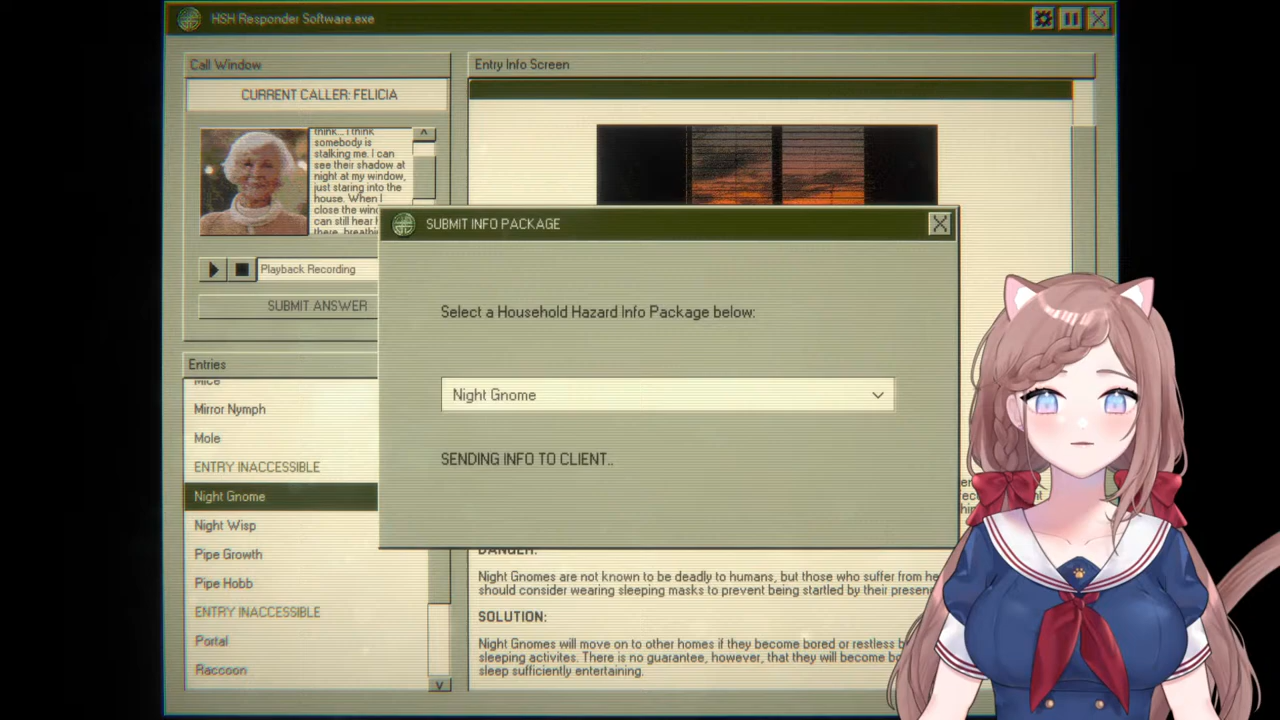 HSH Responder Software.exe
Call Window
CURRENT CALLER: FELICIA
think... I think
somebody is
stalking me. I can
see their shadow at
night at my window,
just staring into the
house. When I
close the
can still hear
there, breathi
Playback Recording
SUBMIT ANSWER
Entries
Mice
Mirror Nymph
Mole
ENTRY INACCESSIBLE
Night Gnome
Night Wisp
Pipe Growth
Pipe Hobb
ENTRY INACCESSIBLE
Portal
Raccoon
Entry Info Screen
SUBMIT INFO PACKAGE
Select a Household Hazard Info Package below:
Night Gnome
SENDING INFO TO CLIENT..
DANGER:
Night Gnomes are not known to be deadly to humans, but those who suffer from
should consider wearing sleeping masks to prevent being startled by their
SOLUTION:
Night Gnomes will move on to other homes if they become bored or restless
sleeping activites. There is no guarantee, however, that they will become
sleep sufficiently entertaining.